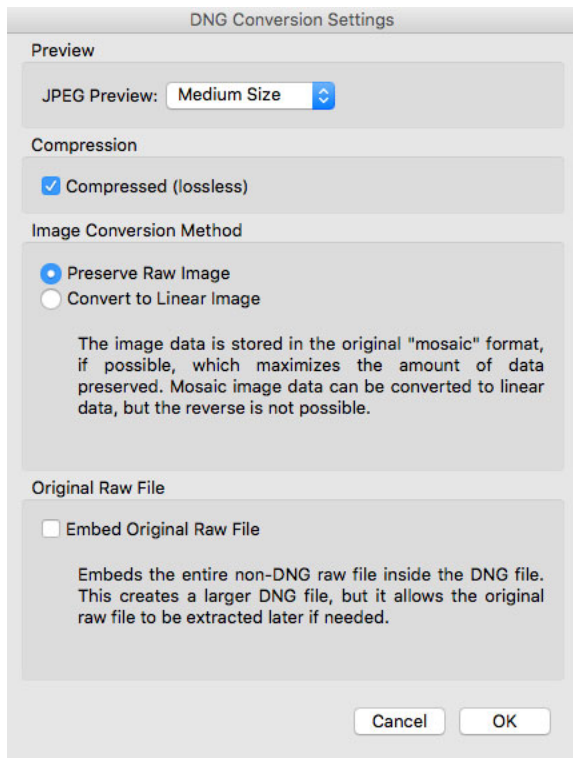 DNG Conversion Settings
Preview
JPEG Preview: Medium Size
Compression
Compressed (lossless)
Image Conversion Method
Preserve Raw Image
Convert to Linear Image
The image data is stored in the original "mosaic" format,
if possible, which maximizes the amount of data
preserved. Mosaic image data can be converted to linear
data, but the reverse is not possible.
Original Raw File
Embed Original Raw File
Embeds the entire non-DNG raw file inside the DNG file.
This creates a larger DNG file, but it allows the original
raw file to be extracted later if needed.
Cancel OK